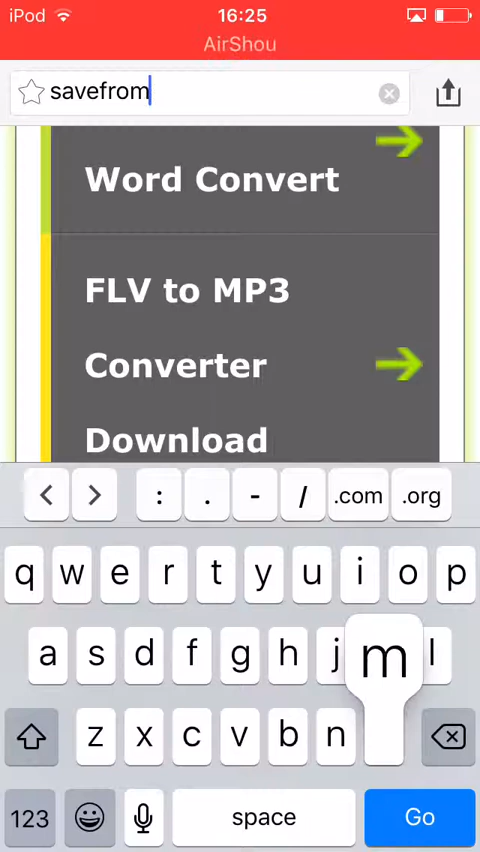 iPod 16:25
AirShou
savefrom
Word Convert
FLV to MP3
Converter
Download
< > : . - / .com .org
q w e r t y u i o p
a s d f g h j m l
z x c v b n
123 space Go